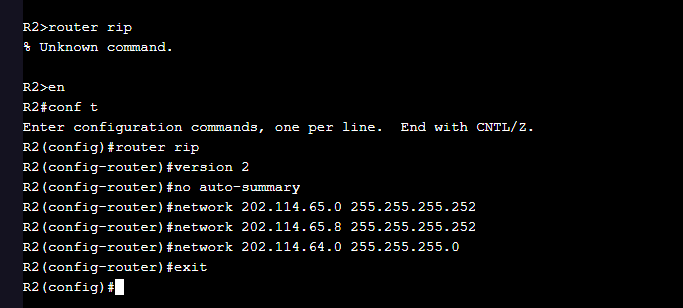 R2>router rip
% Unknown command.
R2>en
R2#conf t
Enter configuration commands, one per line.  End with CNTL/Z.
R2(config)#router rip
R2(config-router)#version 2
R2(config-router)#no auto-summary
R2(config-router)#network 202.114.65.0 255.255.255.252
R2(config-router)#network 202.114.65.8 255.255.255.252
R2(config-router)#network 202.114.64.0 255.255.255.0
R2(config-router)#exit
R2(config)#